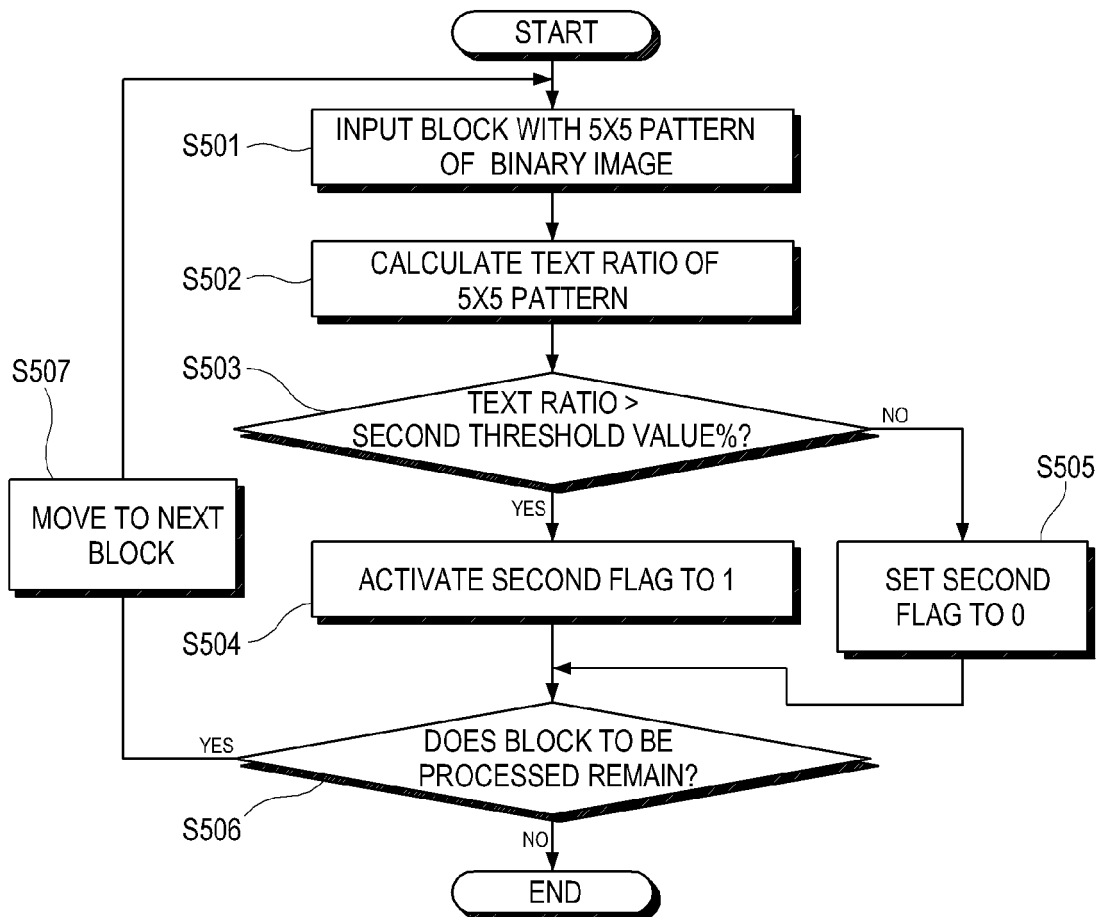 START
S501
INPUT BLOCK WITH 5X5 PATTERN
OF BINARY IMAGE
S502
CALCULATE TEXT RATIO OF
5X5 PATTERN
S503
TEXT RATIO >
SECOND THRESHOLD VALUE%?
NO
YES
S507
MOVE TO NEXT
BLOCK
S504
ACTIVATE SECOND FLAG TO 1
S505
SET SECOND
FLAG TO 0
S506
DOES BLOCK TO BE
PROCESSED REMAIN?
YES
NO
END